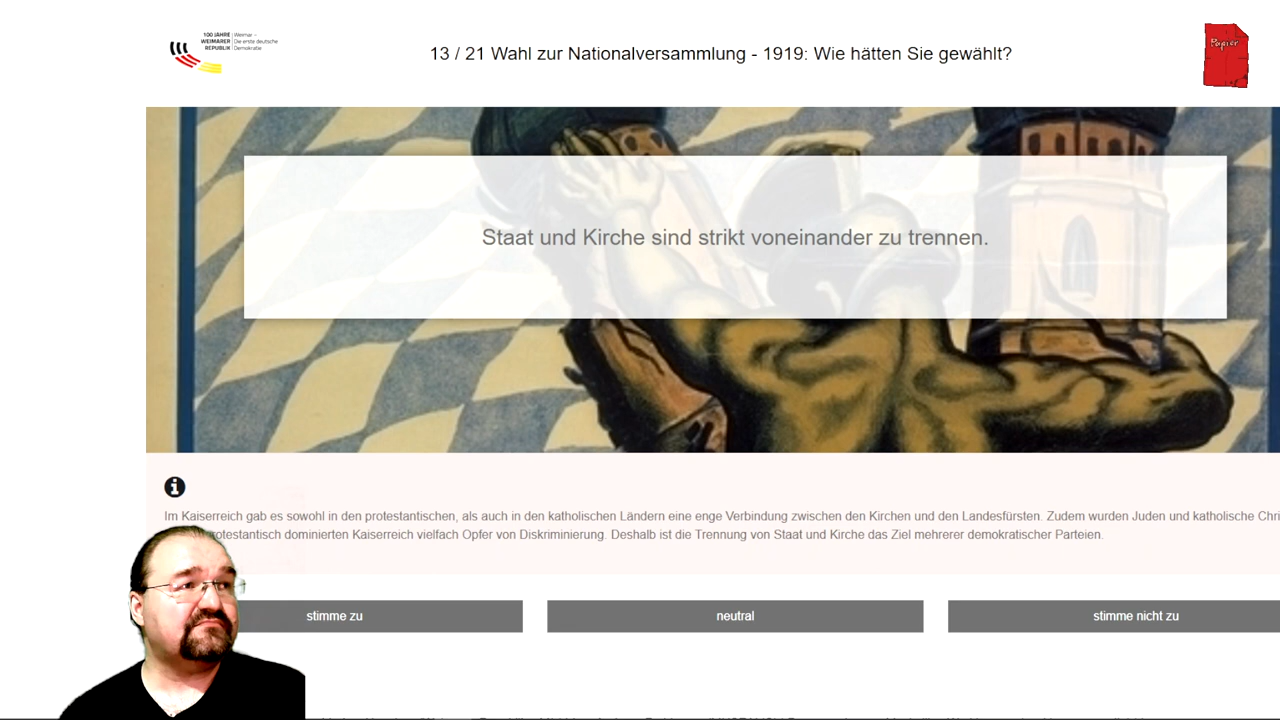 100 JAHRE
WEIMARER
REPUBLIK
Weimar –
Die erste deutsche
Demokratie
13 / 21 Wahl zur Nationalversammlung - 1919: Wie hätten Sie gewählt?
Papier
Staat und Kirche sind strikt voneinander zu trennen.
Im Kaiserreich gab es sowohl in den protestantischen, als auch in den katholischen Ländern eine enge Verbindung zwischen den Kirchen und den Landesfürsten. Zudem wurden Juden und katholische Chri
otestantisch dominierten Kaiserreich vielfach Opfer von Diskriminierung. Deshalb ist die Trennung von Staat und Kirche das Ziel mehrerer demokratischer Parteien.
stimme zu
neutral
stimme nicht zu